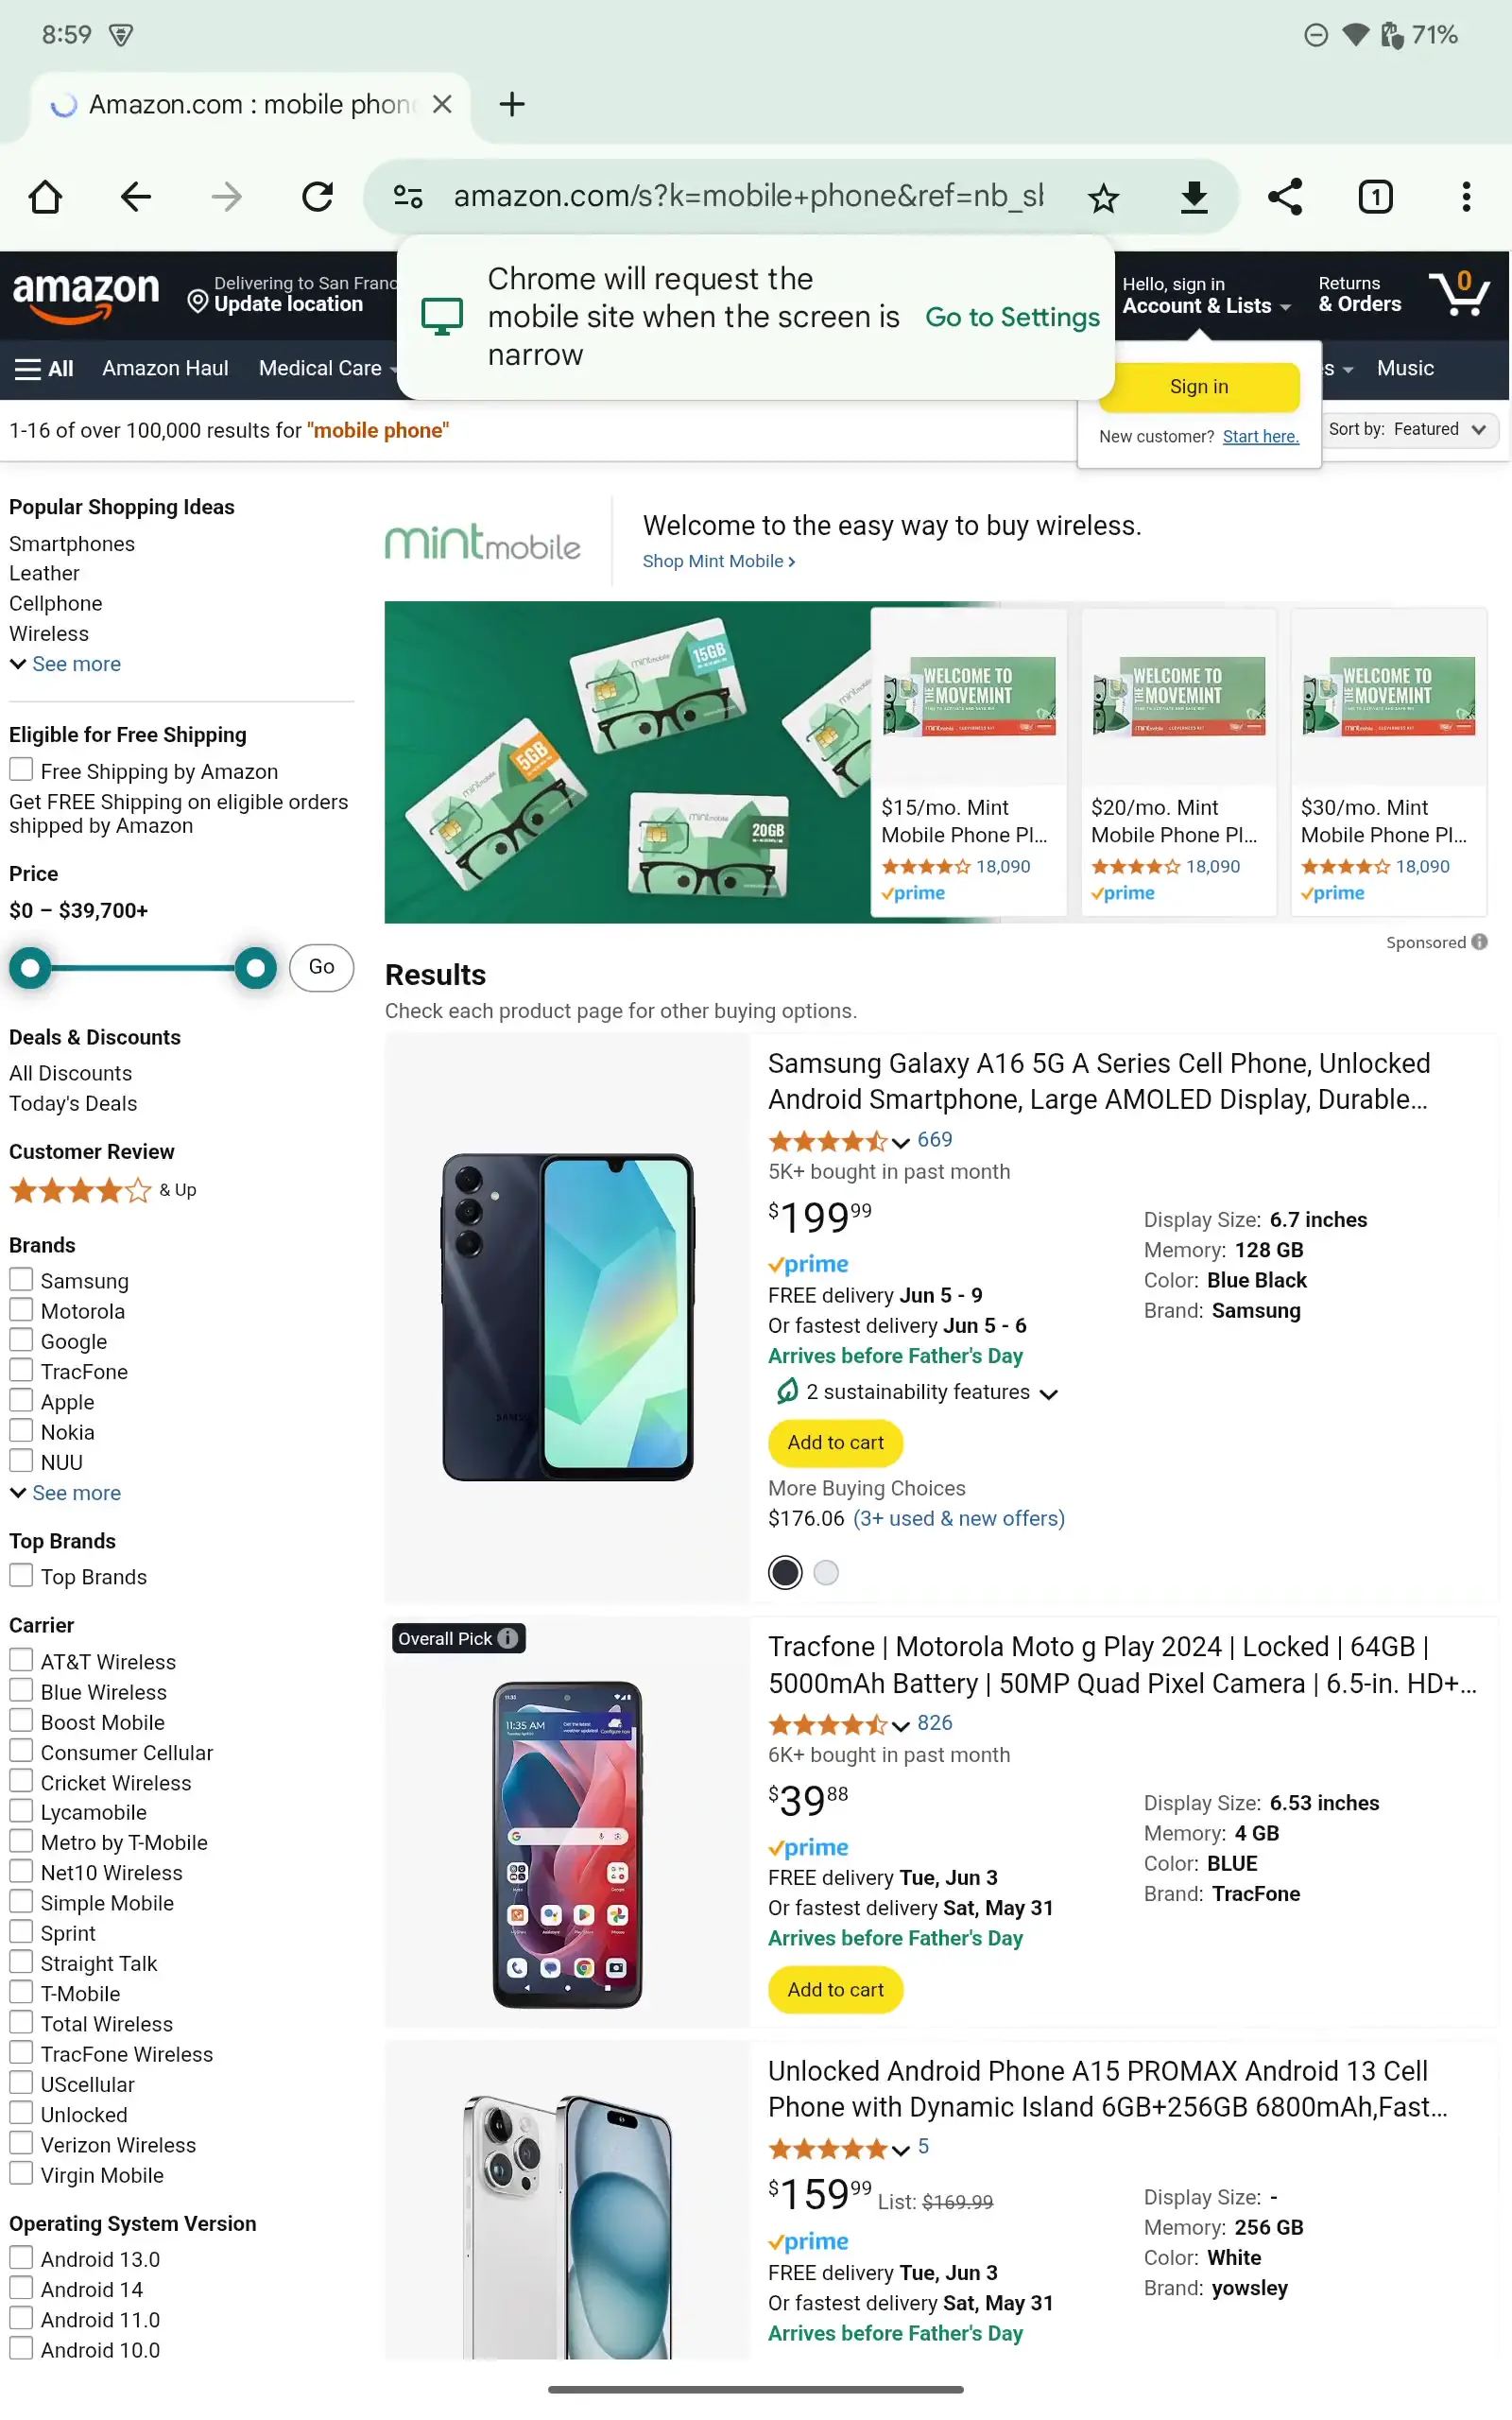 8:59
71%
Amazon.com : mobile phon
amazon.com/s?k=mobile+phone&ref=nb_sl
1
Chrome will request the
mobile site when the screen is
narrow
Go to Settings
amazon
Delivering to San Franc
Update location
Hello, sign in
Account & Lists
Returns
& Orders
0
All
Amazon Haul
Medical Care
Music
Sign in
New customer? Start here.
1-16 of over 100,000 results for "mobile phone"
Sort by: Featured
Popular Shopping Ideas
Smartphones
Leather
Cellphone
Wireless
See more
Eligible for Free Shipping
Free Shipping by Amazon
Get FREE Shipping on eligible orders
shipped by Amazon
Price
$0 – $39,700+
Go
Deals & Discounts
All Discounts
Today's Deals
Customer Review
& Up
Brands
Samsung
Motorola
Google
TracFone
Apple
Nokia
NUU
See more
Top Brands
Top Brands
Carrier
AT&T Wireless
Blue Wireless
Boost Mobile
Consumer Cellular
Cricket Wireless
Lycamobile
Metro by T-Mobile
Net10 Wireless
Simple Mobile
Sprint
Straight Talk
T-Mobile
Total Wireless
TracFone Wireless
UScellular
Unlocked
Verizon Wireless
Virgin Mobile
Operating System Version
Android 13.0
Android 14
Android 11.0
Android 10.0
mintmobile
Welcome to the easy way to buy wireless.
Shop Mint Mobile
mintmobile
15GB
mintmobile
5GB
mintmobile
mintmobile
20GB
WELCOME TO
THE MOVEMINT
$15/mo. Mint
Mobile Phone Pl...
18,090
prime
WELCOME TO
THE MOVEMINT
$20/mo. Mint
Mobile Phone Pl...
18,090
prime
WELCOME TO
THE MOVEMINT
$30/mo. Mint
Mobile Phone Pl...
18,090
prime
Sponsored
Results
Check each product page for other buying options.
Samsung Galaxy A16 5G A Series Cell Phone, Unlocked
Android Smartphone, Large AMOLED Display, Durable...
669
5K+ bought in past month
$199 99
prime
FREE delivery Jun 5 - 9
Or fastest delivery Jun 5 - 6
Arrives before Father's Day
2 sustainability features
Add to cart
More Buying Choices
$176.06 (3+ used & new offers)
Display Size: 6.7 inches
Memory: 128 GB
Color: Blue Black
Brand: Samsung
Overall Pick
11:35 AM
Tracfone | Motorola Moto g Play 2024 | Locked | 64GB |
5000mAh Battery | 50MP Quad Pixel Camera | 6.5-in. HD+...
826
6K+ bought in past month
$39 88
prime
FREE delivery Tue, Jun 3
Or fastest delivery Sat, May 31
Arrives before Father's Day
Add to cart
Display Size: 6.53 inches
Memory: 4 GB
Color: BLUE
Brand: TracFone
Unlocked Android Phone A15 PROMAX Android 13 Cell
Phone with Dynamic Island 6GB+256GB 6800mAh,Fast...
5
$159 99 List: $169.99
prime
FREE delivery Tue, Jun 3
Or fastest delivery Sat, May 31
Arrives before Father's Day
Display Size: -
Memory: 256 GB
Color: White
Brand: yowsley